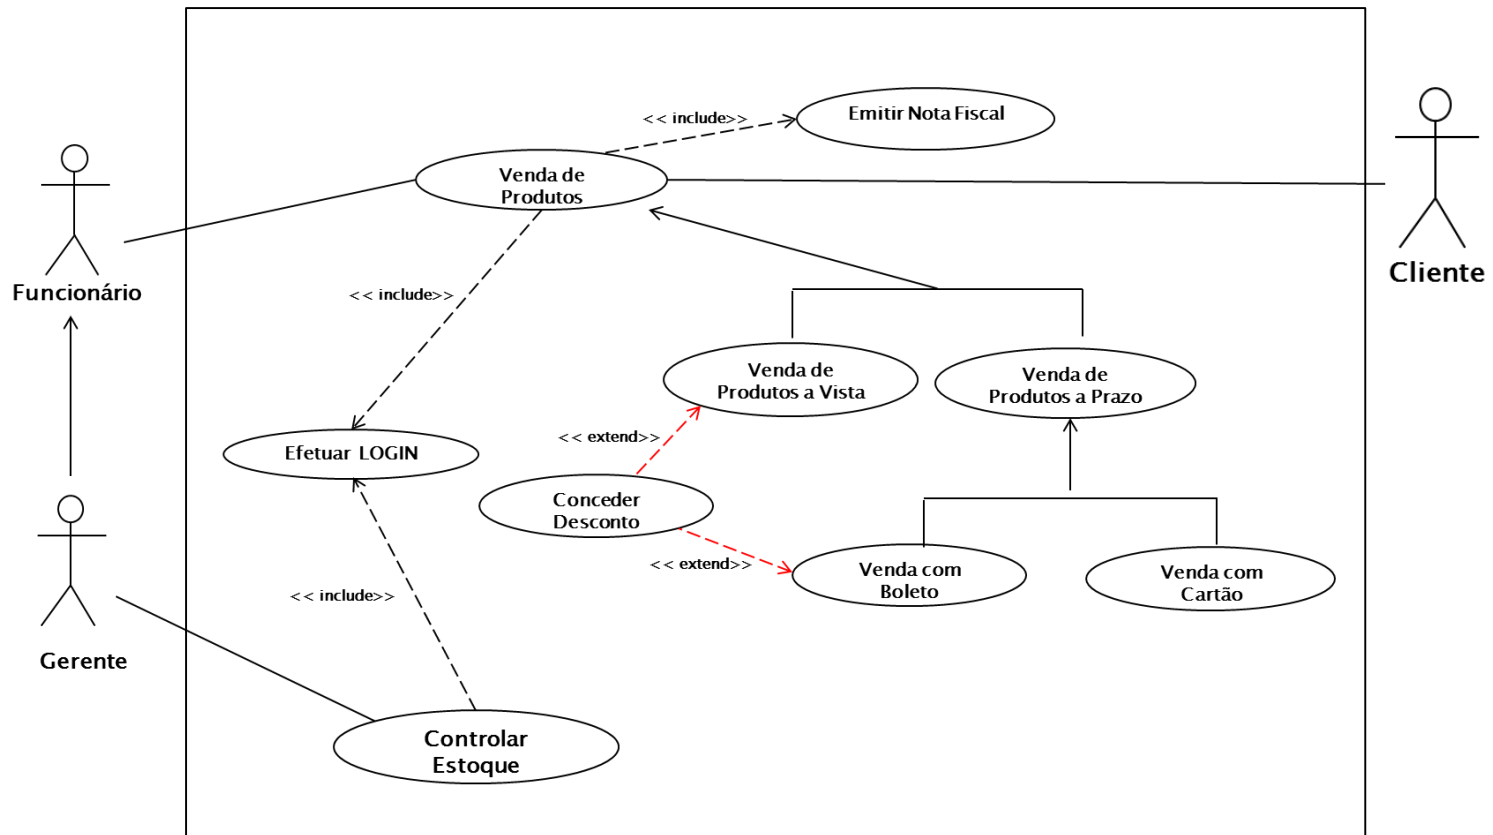 Emitir Nota Fiscal
<< include>>
Venda de
Produtos
Cliente
Funcionário
<< include>>
Venda de
Produtos a Vista
Venda de
Produtos a Prazo
<< extend>>
Efetuar LOGIN
Conceder
Desconto
<< extend>>
Venda com
Boleto
Venda com
Cartão
<< include>>
Gerente
Controlar
Estoque